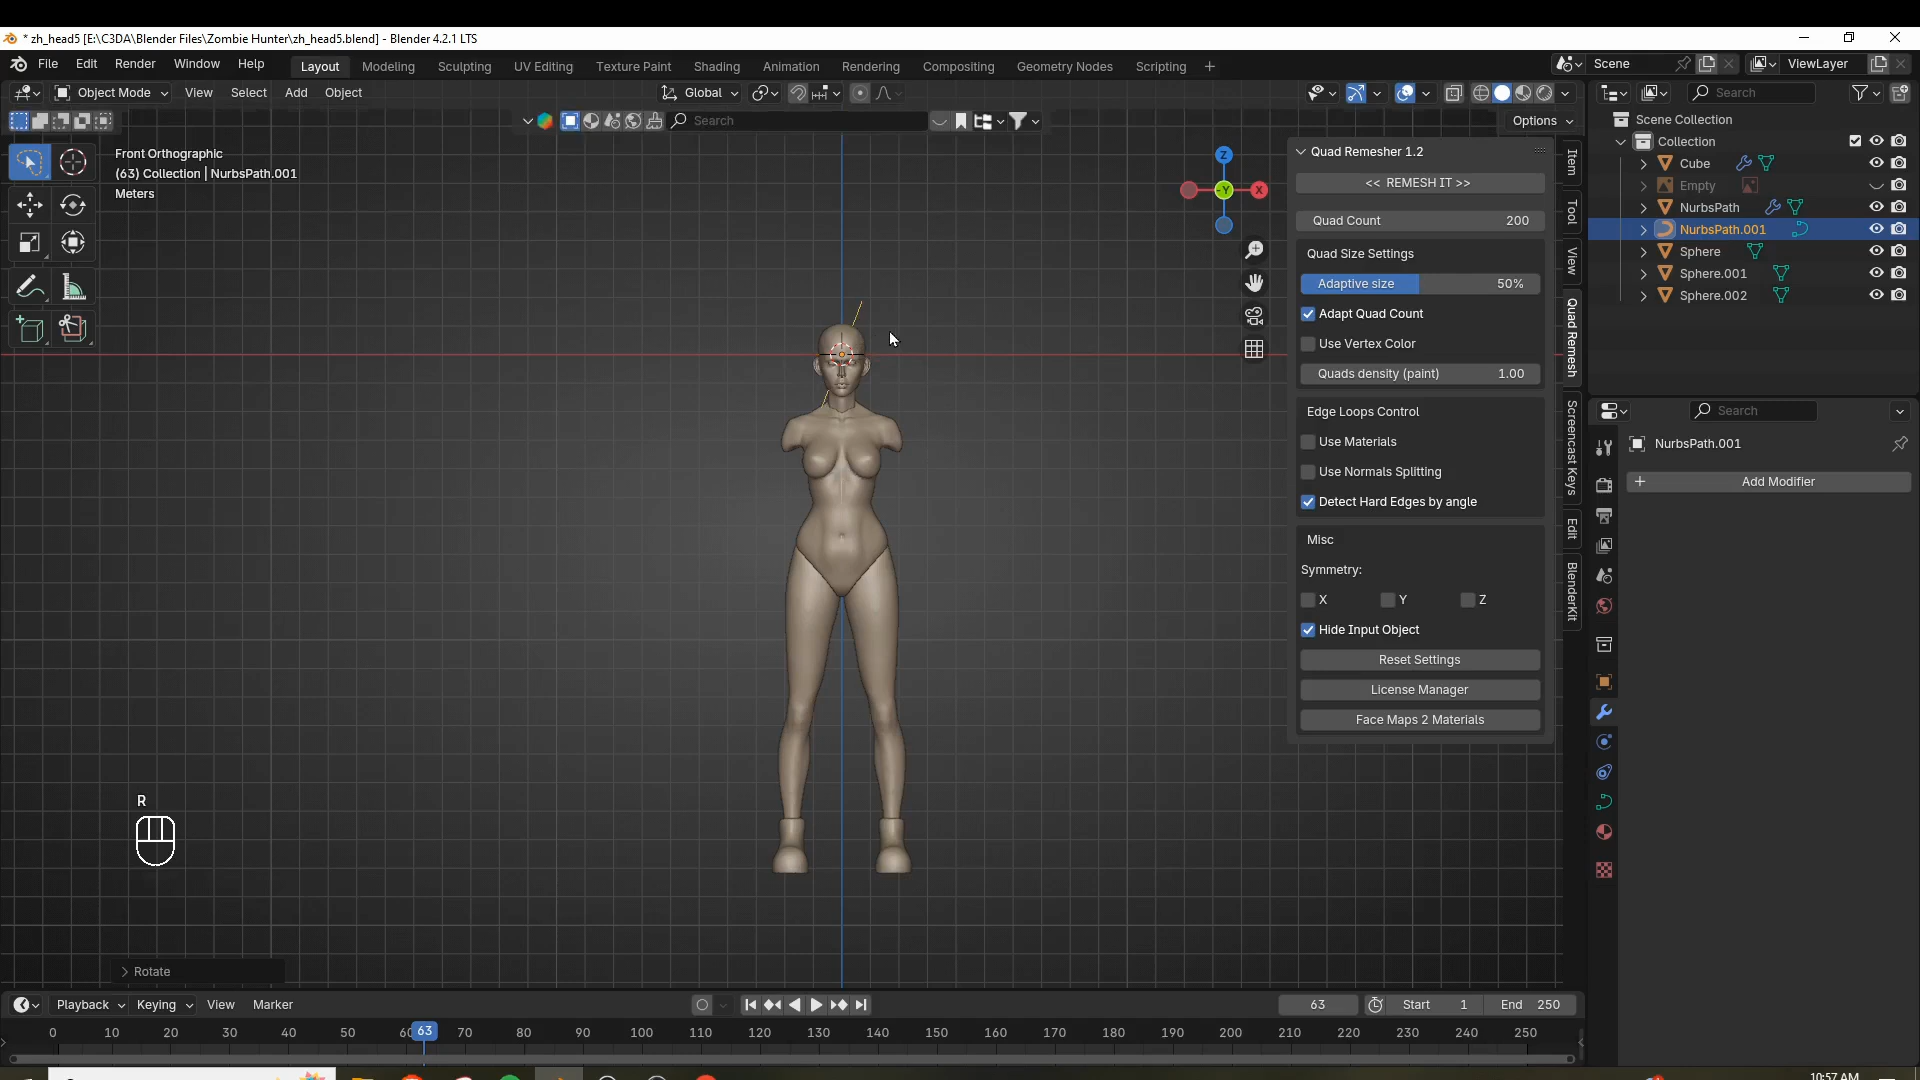 * zh_head5 [E:\C3DA\Blender Files\Zombie Hunter\zh_head5.blend] - Blender 4.2.1 LTS
File Edit Render Window Help Layout Modeling Sculpting UV Editing Texture Paint Shading Animation Rendering Compositing Geometry Nodes Scripting + Scene ViewLayer
Object Mode View Select Add Object Global Search
Search Options
Front Orthographic
(63) Collection | NurbsPath.001
Meters
Z
-Y
X
Quad Remesher 1.2
<< REMESH IT >>
Quad Count 200
Quad Size Settings
Adaptive size 50%
Adapt Quad Count
Use Vertex Color
Quads density (paint) 1.00
Edge Loops Control
Use Materials
Use Normals Splitting
Detect Hard Edges by angle
Misc
Symmetry:
X Y Z
Hide Input Object
Reset Settings
License Manager
Face Maps 2 Materials
Item
Tool
View
Quad Remesh
Screencast Keys
Edit
BlenderKit
Scene Collection
Collection
Cube
Empty
NurbsPath
NurbsPath.001
Sphere
Sphere.001
Sphere.002
Search
NurbsPath.001
+ Add Modifier
R
Rotate
Playback Keying View Marker 63 Start 1 End 250
0 10 20 30 40 50 60 63 70 80 90 100 110 120 130 140 150 160 170 180 190 200 210 220 230 240 250
10:57 AM